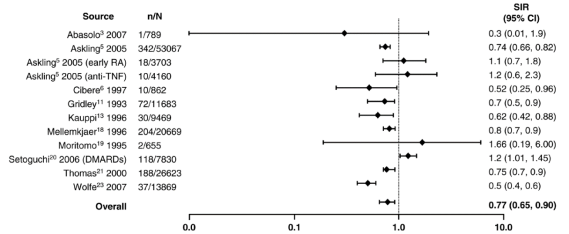 Source n/N SIR (95% CI)
Abasolo³ 2007 1/789 0.3 (0.01, 1.9)
Askling⁵ 2005 342/53067 0.74 (0.66, 0.82)
Askling⁵ 2005 (early RA) 18/3703 1.1 (0.7, 1.8)
Askling⁵ 2005 (anti-TNF) 10/4160 1.2 (0.6, 2.3)
Cibere⁶ 1997 10/862 0.52 (0.25, 0.96)
Gridley¹¹ 1993 72/11683 0.7 (0.5, 0.9)
Kauppi¹³ 1996 30/9469 0.62 (0.42, 0.88)
Mellemkjaer¹⁸ 1996 204/20669 0.8 (0.7, 0.9)
Moritomo¹⁹ 1995 2/655 1.66 (0.19, 6.00)
Setoguchi²⁰ 2006 (DMARDs) 118/7830 1.2 (1.01, 1.45)
Thomas²¹ 2000 188/26623 0.75 (0.7, 0.9)
Wolfe²³ 2007 37/13869 0.5 (0.4, 0.6)
Overall 0.77 (0.65, 0.90)
0.0 0.1 1.0 10.0